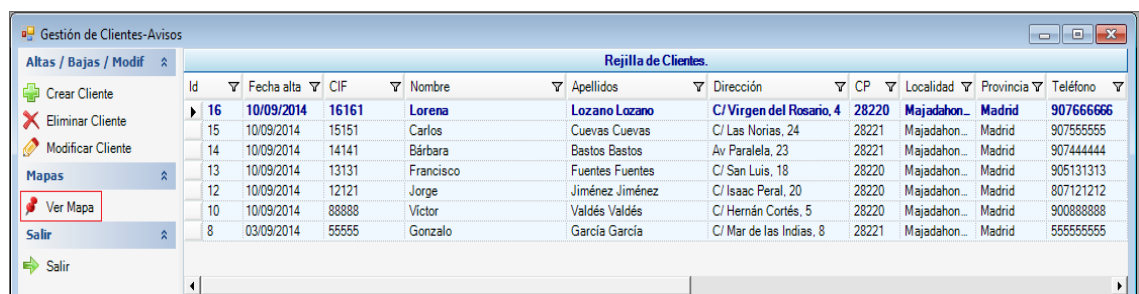 Gestión de Clientes-Avisos
Altas / Bajas / Modif
Crear Cliente
Eliminar Cliente
Modificar Cliente
Mapas
Ver Mapa
Salir
Salir
Rejilla de Clientes.
Id Fecha alta CIF Nombre Apellidos Dirección CP Localidad Provincia Teléfono
16 10/09/2014 16161 Lorena Lozano Lozano C/ Virgen del Rosario, 4 28220 Majadahon... Madrid 907666666
15 10/09/2014 15151 Carlos Cuevas Cuevas C/ Las Norias, 24 28221 Majadahon... Madrid 907555555
14 10/09/2014 14141 Bárbara Bastos Bastos Av Paralela, 23 28221 Majadahon... Madrid 907444444
13 10/09/2014 13131 Francisco Fuentes Fuentes C/ San Luis, 18 28220 Majadahon... Madrid 905131313
12 10/09/2014 12121 Jorge Jiménez Jiménez C/ Isaac Peral, 20 28220 Majadahon... Madrid 807121212
10 10/09/2014 88888 Victor Valdés Valdés C/ Hernán Cortés, 5 28220 Majadahon... Madrid 900888888
8 03/09/2014 55555 Gonzalo García García C/ Mar de las Indias, 8 28221 Majadahon... Madrid 555555555